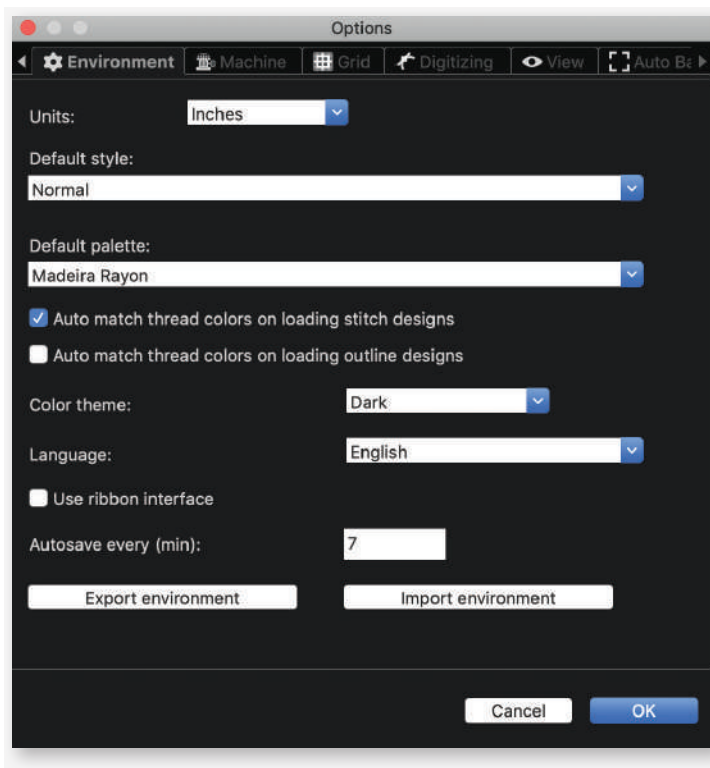 Options
Environment Machine Grid Digitizing View Auto Ba
Units: Inches
Default style:
Normal
Default palette:
Madeira Rayon
Auto match thread colors on loading stitch designs
Auto match thread colors on loading outline designs
Color theme: Dark
Language: English
Use ribbon interface
Autosave every (min): 7
Export environment Import environment
Cancel OK